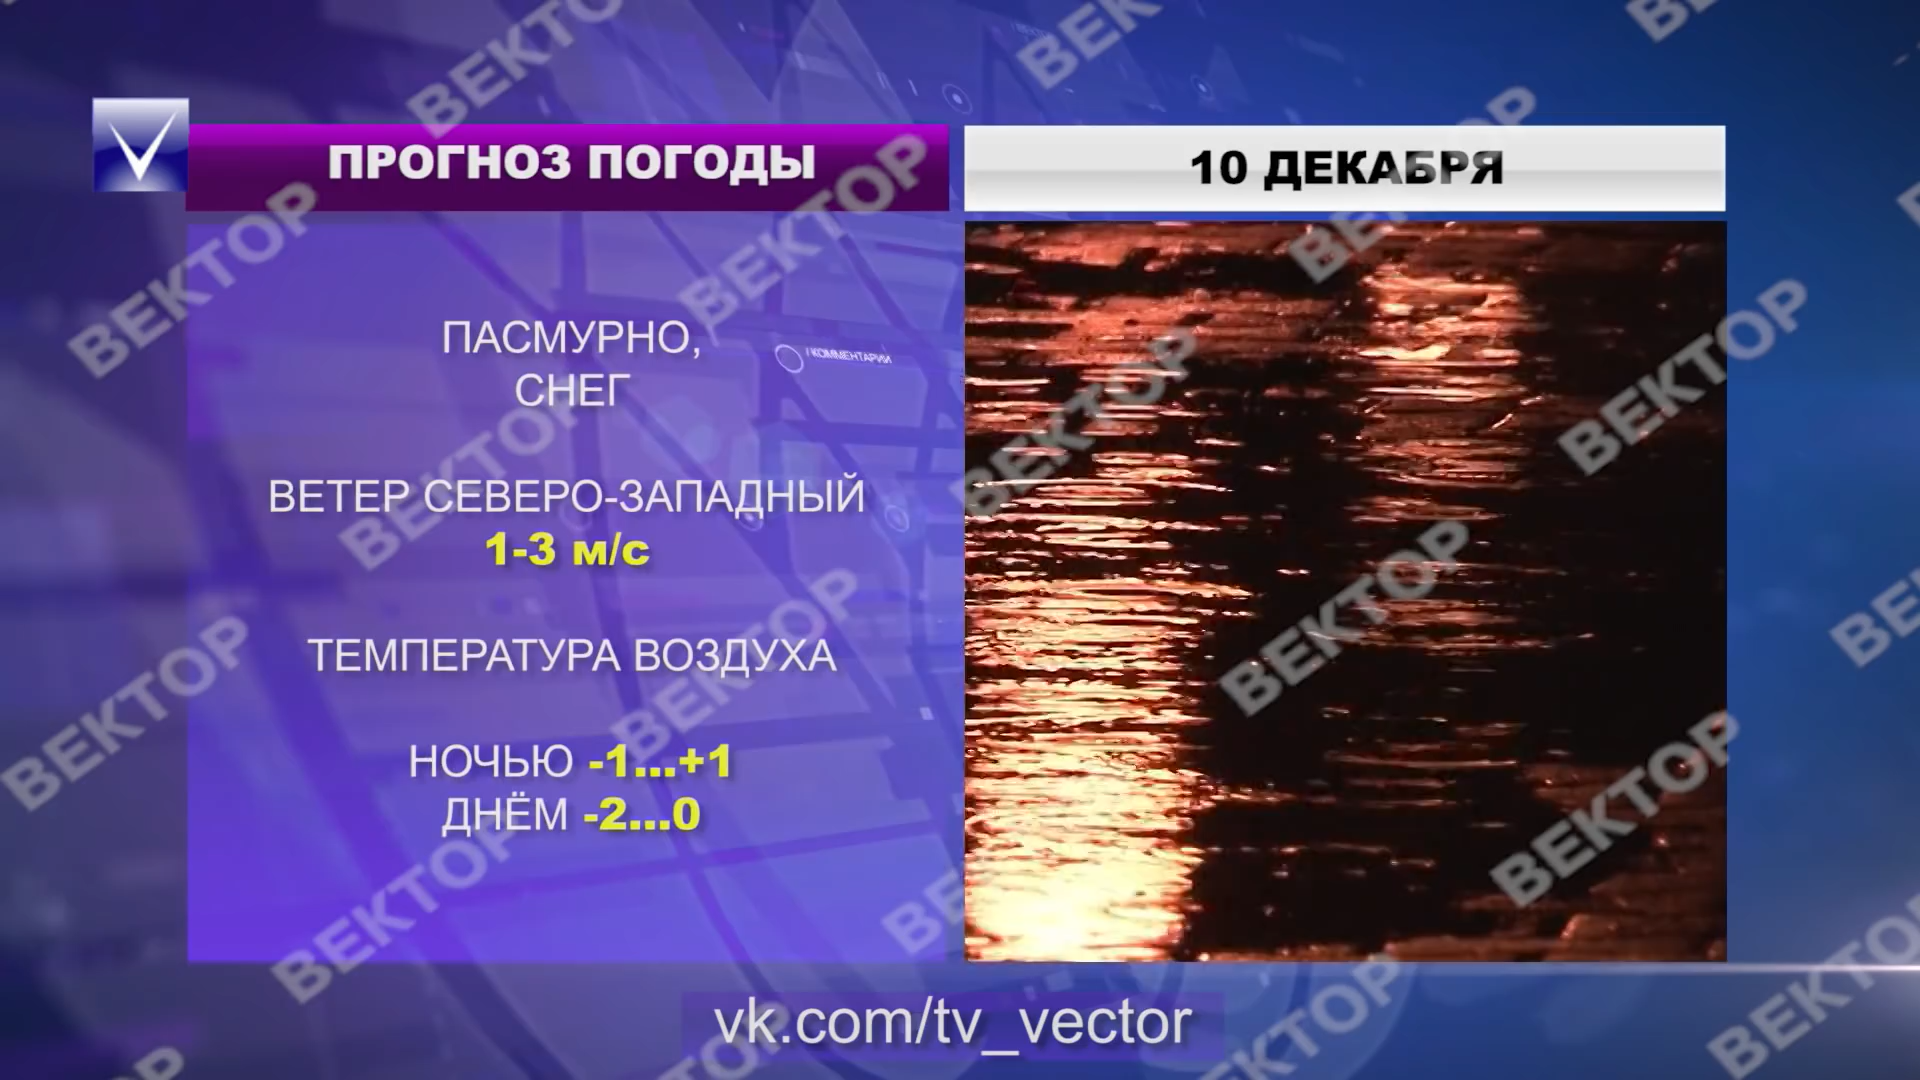 ПРОГНОЗ ПОГОДЫ
10 ДЕКАБРЯ
ПАСМУРНО,
СНЕГ
/ КОММЕНТАРИИ
ВЕТЕР СЕВЕРО-ЗАПАДНЫЙ
1-3 м/с
ТЕМПЕРАТУРА ВОЗДУХА
НОЧЬЮ -1...+1
ДНЁМ -2...0
vk.com/tv_vector
ВЕКТОР